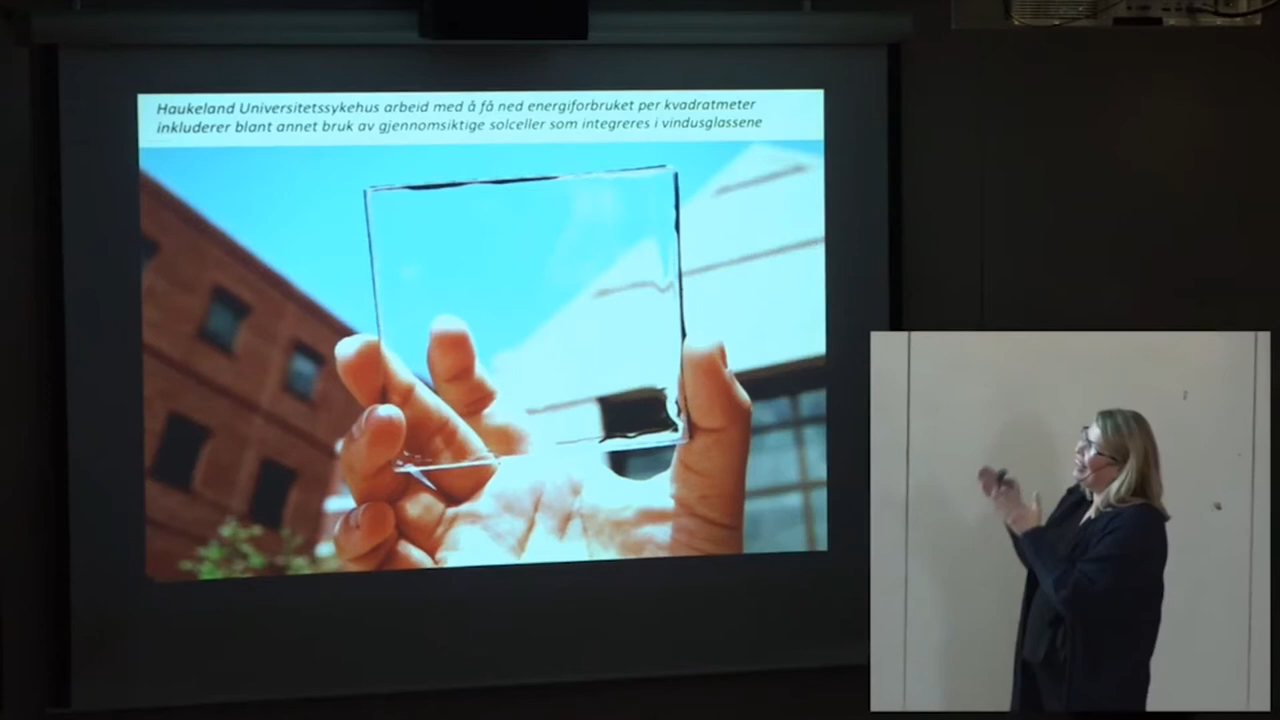 Haukeland Universitetssykehus arbeid med å få ned energiforbruket per kvadratmeter
inkluderer blant annet bruk av gjennomsiktige solceller som integreres i vindusglassene